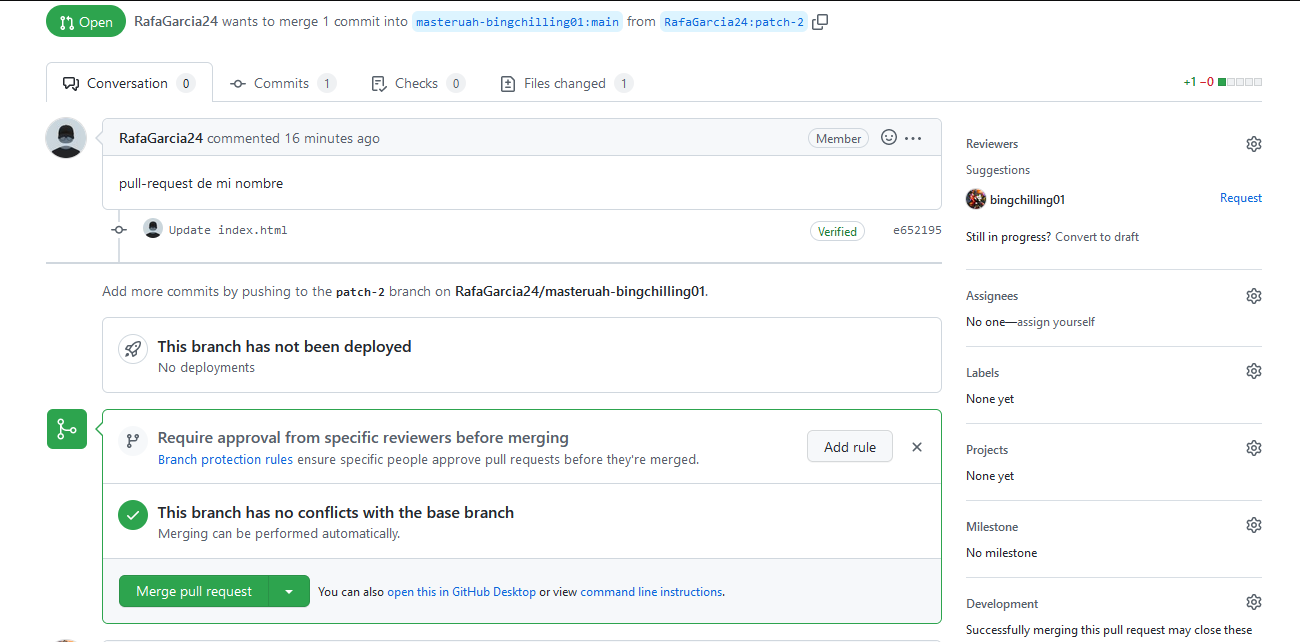 Open RafaGarcia24 wants to merge 1 commit into masteruah-bingchilling01:main from RafaGarcia24:patch-2
Conversation 0 Commits 1 Checks 0 Files changed 1 +1 −0
RafaGarcia24 commented 16 minutes ago Member
pull-request de mi nombre
Update index.html Verified e652195
Add more commits by pushing to the patch-2 branch on RafaGarcia24/masteruah-bingchilling01.
This branch has not been deployed
No deployments
Require approval from specific reviewers before merging
Branch protection rules ensure specific people approve pull requests before they're merged.
Add rule
This branch has no conflicts with the base branch
Merging can be performed automatically.
Merge pull request You can also open this in GitHub Desktop or view command line instructions.
Reviewers
Suggestions
bingchilling01 Request
Still in progress? Convert to draft
Assignees
No one—assign yourself
Labels
None yet
Projects
None yet
Milestone
No milestone
Development
Successfully merging this pull request may close these